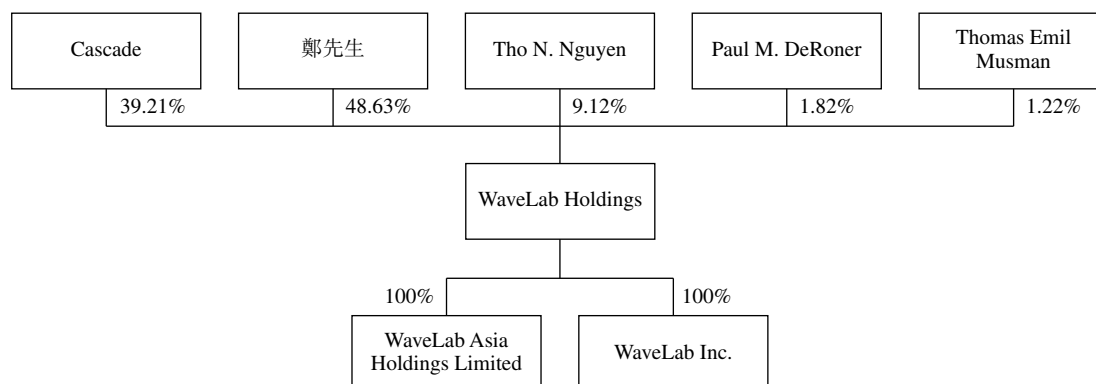 Cascade
鄭先生
Tho N. Nguyen
Paul M. DeRoner
Thomas Emil
Musman
39.21%
48.63%
9.12%
1.82%
1.22%
WaveLab Holdings
100%
100%
WaveLab Asia
Holdings Limited
WaveLab Inc.